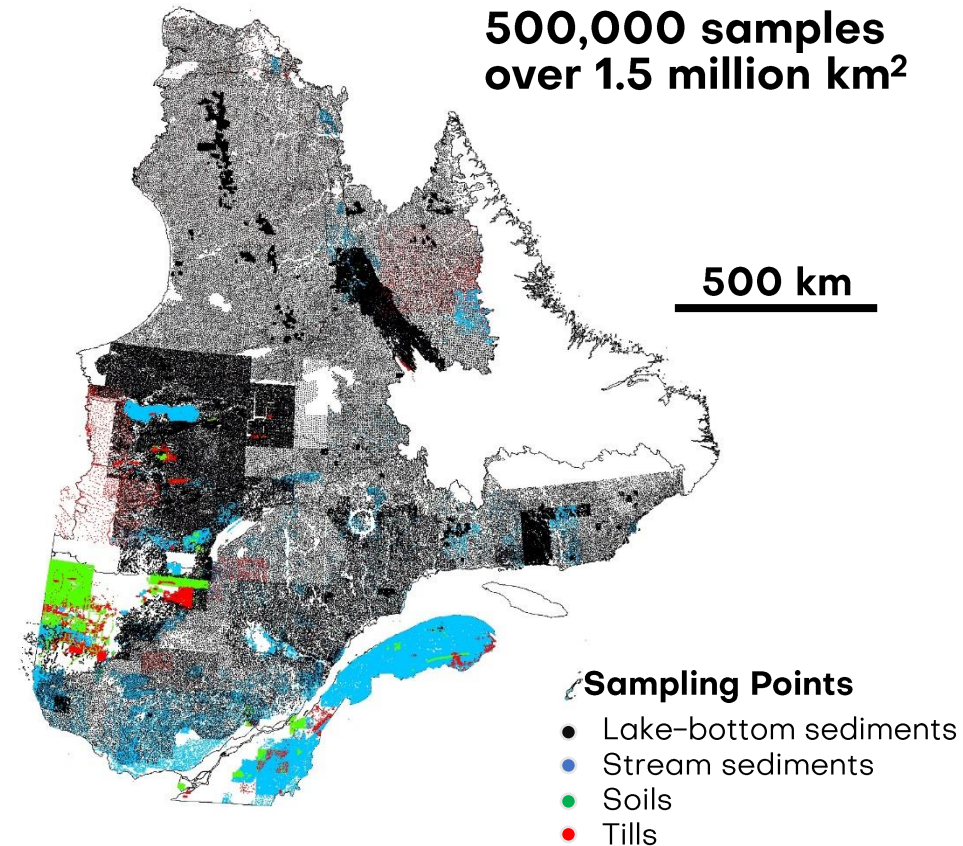 500,000 samples
over 1.5 million km²
500 km
Sampling Points
Lake-bottom sediments
Stream sediments
Soils
Tills